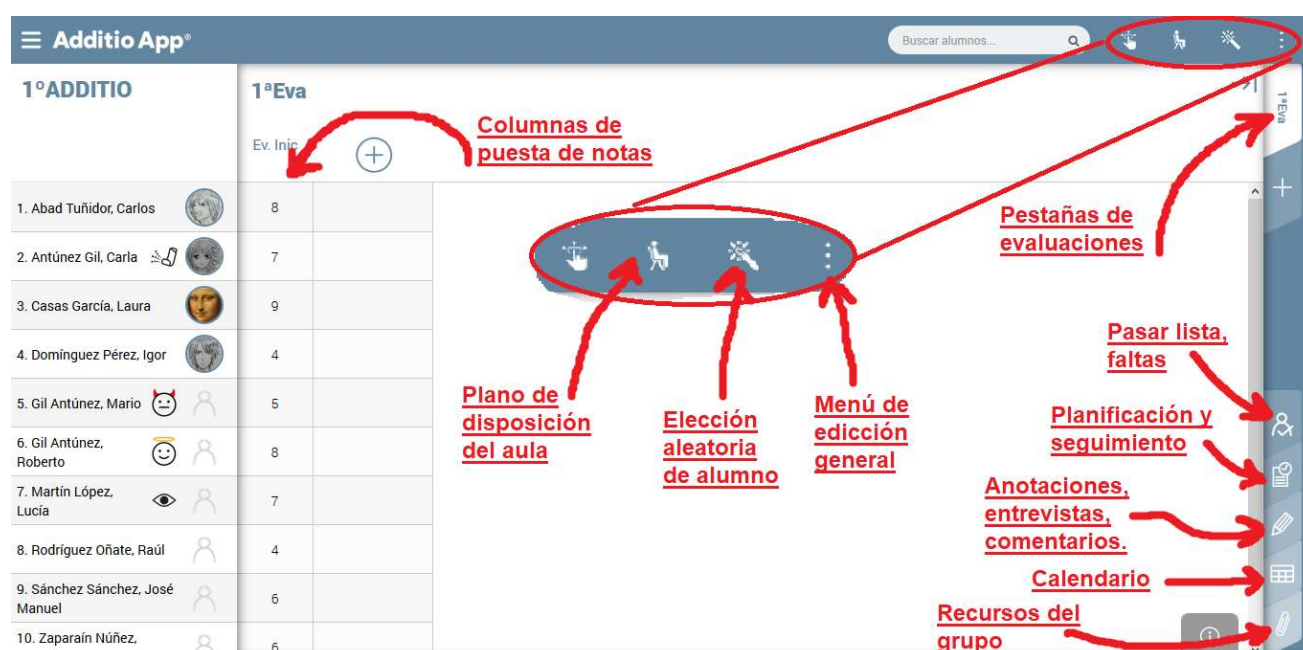 Additio App®
Buscar alumnos...
1ºADDITIO
1ªEva
Ev. Inic
Columnas de
puesta de notas
1ªEva
1. Abad Tuñidor, Carlos 8
2. Antúnez Gil, Carla 7
3. Casas García, Laura 9
4. Domínguez Pérez, Igor 4
5. Gil Antúnez, Mario 5
6. Gil Antúnez,
Roberto 8
7. Martín López,
Lucía 7
8. Rodríguez Oñate, Raúl 4
9. Sánchez Sánchez, José
Manuel 6
10. Zaparaín Núñez, 6
Pestañas de
evaluaciones
Plano de
disposición
del aula
Elección
aleatoria
de alumno
Menú de
edicción
general
Pasar lista,
faltas
Planificación y
seguimiento
Anotaciones,
entrevistas,
comentarios.
Calendario
Recursos del
grupo